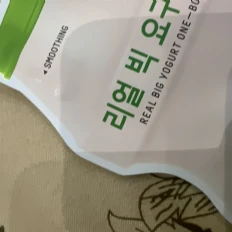 ◂ SMOOTHING
리얼 빅 요구
REAL BIG YOGURT ONE-BO